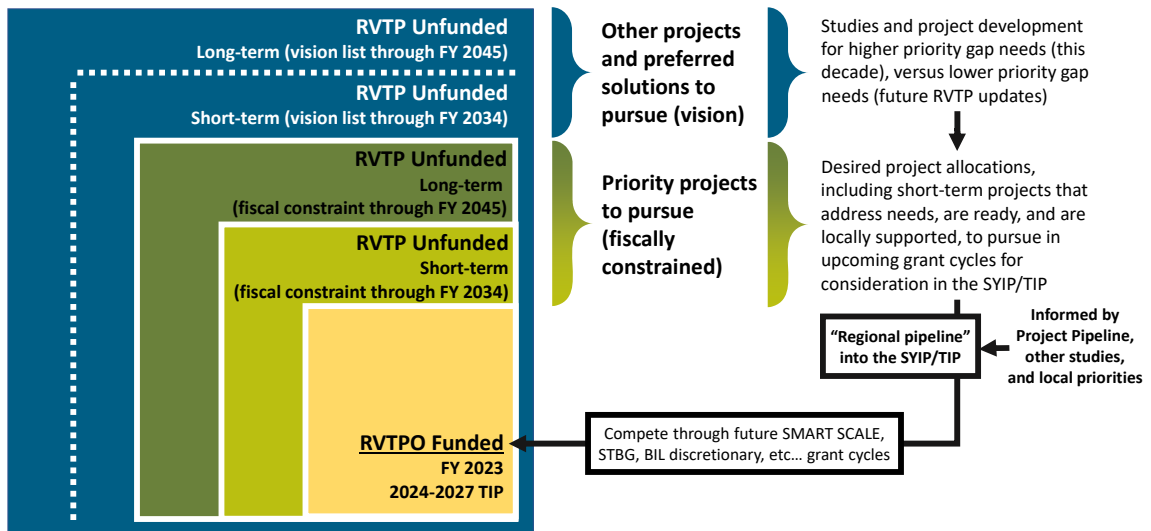 RVTP Unfunded
Long-term (vision list through FY 2045)
RVTP Unfunded
Short-term (vision list through FY 2034)
RVTP Unfunded
Long-term
(fiscal constraint through FY 2045)
RVTP Unfunded
Short-term
(fiscal constraint through FY 2034)
RVTPO Funded
FY 2023
2024-2027 TIP
Other projects
and preferred
solutions to
pursue (vision)
Priority projects
to pursue
(fiscally
constrained)
Studies and project development
for higher priority gap needs (this
decade), versus lower priority gap
needs (future RVTP updates)
Desired project allocations,
including short-term projects that
address needs, are ready, and are
locally supported, to pursue in
upcoming grant cycles for
consideration in the SYIP/TIP
“Regional pipeline”
into the SYIP/TIP
Informed by
Project Pipeline,
other studies,
and local priorities
Compete through future SMART SCALE,
STBG, BIL discretionary, etc... grant cycles